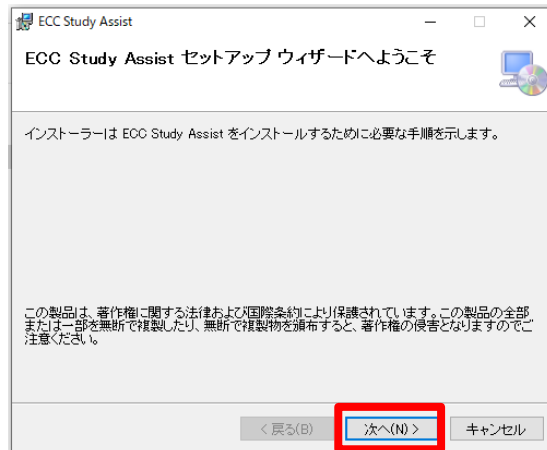 ECC Study Assist
ECC Study Assist セットアップ ウィザードへようこそ
インストーラーは ECC Study Assist をインストールするために必要な手順を示します。
この製品は、著作権に関する法律および国際条約により保護されています。この製品の全部
または一部を無断で複製したり、無断で複製物を頒布すると、著作権の侵害となりますのでご
注意ください。
< 戻る(B)
次へ(N) >
キャンセル